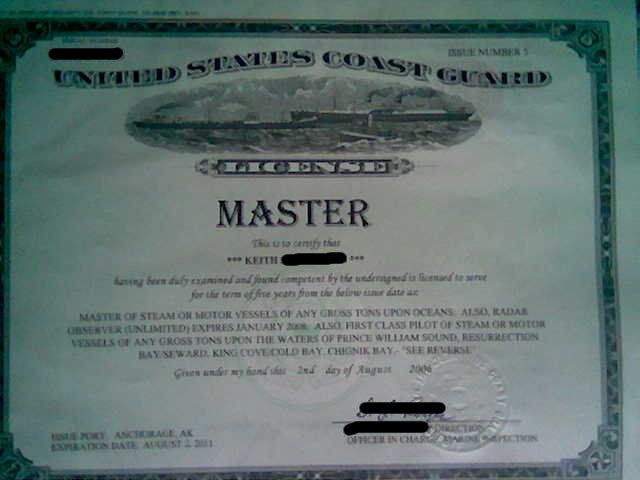 ISSUE NUMBER 5
UNITED STATES COAST GUARD
LICENSE
MASTER
This is to certify that
*** KEITH ***
having been duly examined and found competent by the undersigned is licensed to serve
for the term of five years from the below issue date as:
MASTER OF STEAM OR MOTOR VESSELS OF ANY GROSS TONS UPON OCEANS; ALSO, RADAR
OBSERVER (UNLIMITED) EXPIRES JANUARY 2008; ALSO, FIRST CLASS PILOT OF STEAM OR MOTOR
VESSELS OF ANY GROSS TONS UPON THE WATERS OF PRINCE WILLIAM SOUND, RESURRECTION
BAY/SEWARD, KING COVE/COLD BAY, CHIGNIK BAY.- "SEE REVERSE"
Given under my hand this 2nd day of August 2006
BY DIRECTION
OFFICER IN CHARGE, MARINE INSPECTION
ISSUE PORT: ANCHORAGE, AK
EXPIRATION DATE: AUGUST 2, 2011